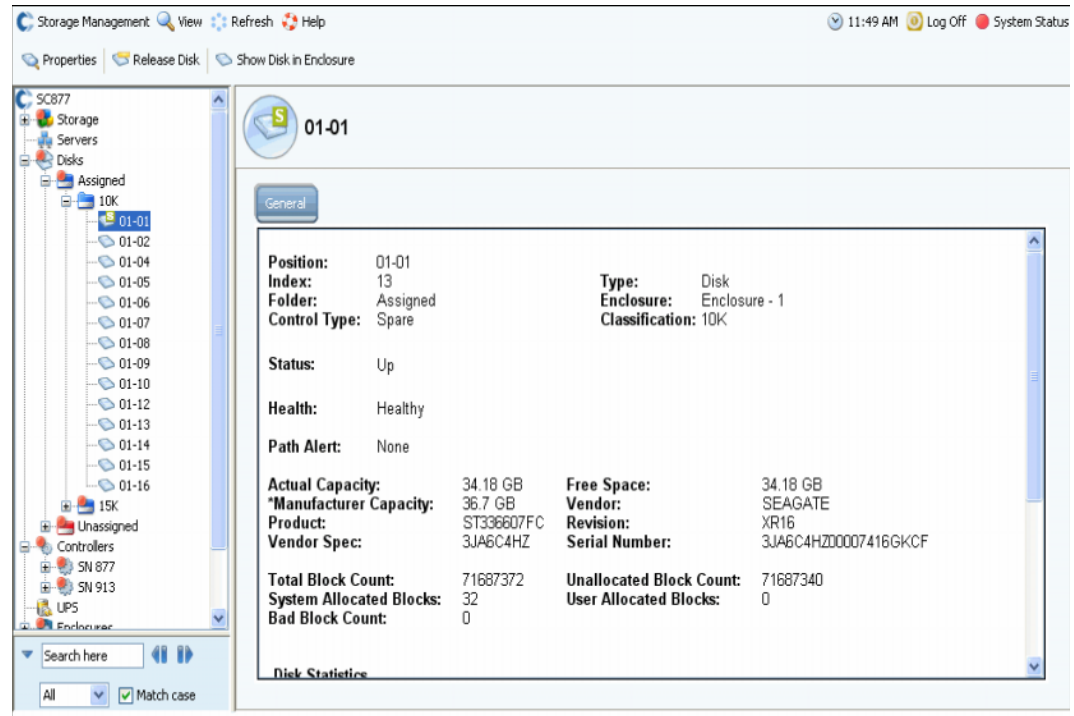 Storage Management View Refresh Help 11:49 AM Log Off System Status
Properties Release Disk Show Disk in Enclosure
SC877
Storage
Servers
Disks
Assigned
10K
01-01
01-02
01-04
01-05
01-06
01-07
01-08
01-09
01-10
01-12
01-13
01-14
01-15
01-16
15K
Unassigned
Controllers
SN 877
SN 913
UPS
Enclosures
Search here
All Match case
S 01-01
General
Position: 01-01
Index: 13 Type: Disk
Folder: Assigned Enclosure: Enclosure - 1
Control Type: Spare Classification: 10K
Status: Up
Health: Healthy
Path Alert: None
Actual Capacity: 34.18 GB Free Space: 34.18 GB
*Manufacturer Capacity: 36.7 GB Vendor: SEAGATE
Product: ST336607FC Revision: XR16
Vendor Spec: 3JA6C4HZ Serial Number: 3JA6C4HZ00007416GKCF
Total Block Count: 71687372 Unallocated Block Count: 71687340
System Allocated Blocks: 32 User Allocated Blocks: 0
Bad Block Count: 0
Disk Statistics